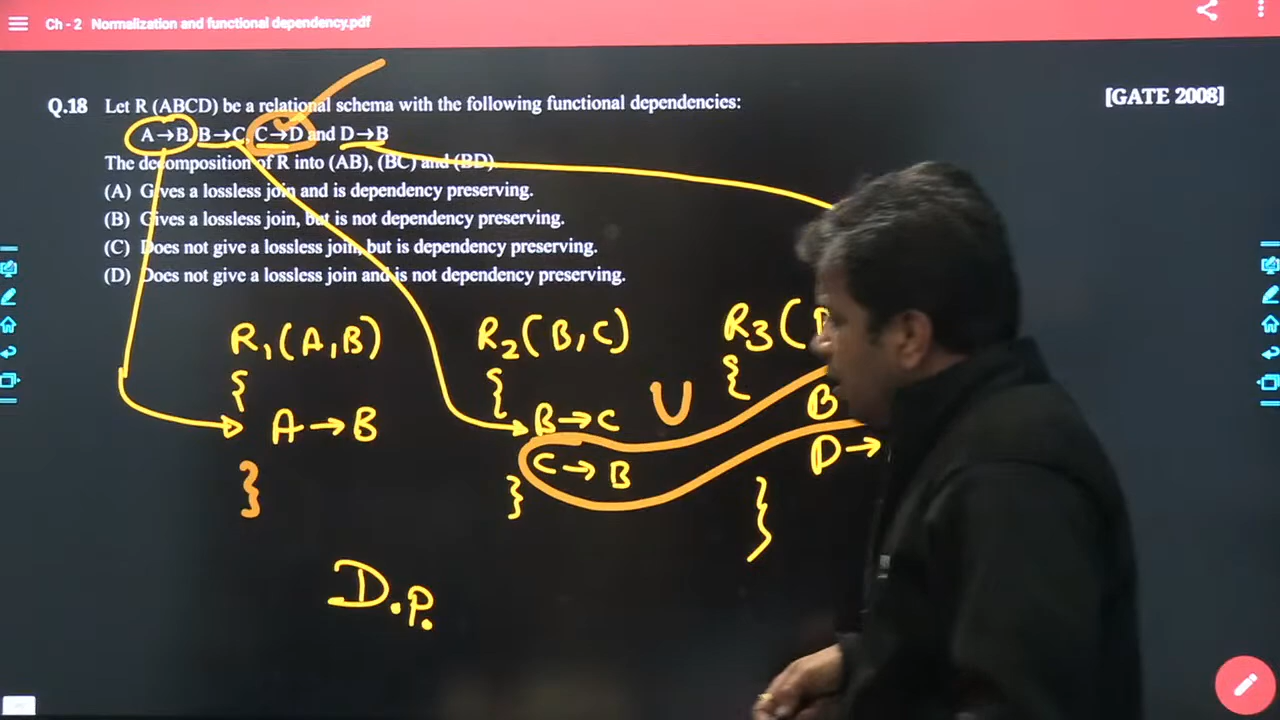 Ch - 2 Normalization and functional dependency.pdf
Q.18 Let R (ABCD) be a relational schema with the following functional dependencies: [GATE 2008]
A→B, B→C, C→D and D→B
The decomposition of R into (AB), (BC) and (BD).
(A) Gives a lossless join and is dependency preserving.
(B) Gives a lossless join, but is not dependency preserving.
(C) Does not give a lossless join, but is dependency preserving.
(D) Does not give a lossless join and is not dependency preserving.
R1(A,B) R2(B,C) R3(
{ { {
A→B B→C U B
C→B D→
} } }
D.P.